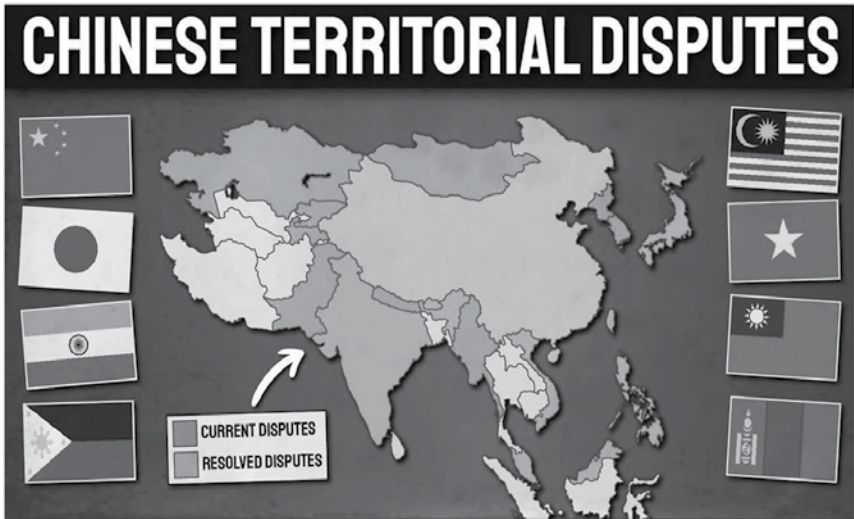 CHINESE TERRITORIAL DISPUTES
CURRENT DISPUTES
RESOLVED DISPUTES